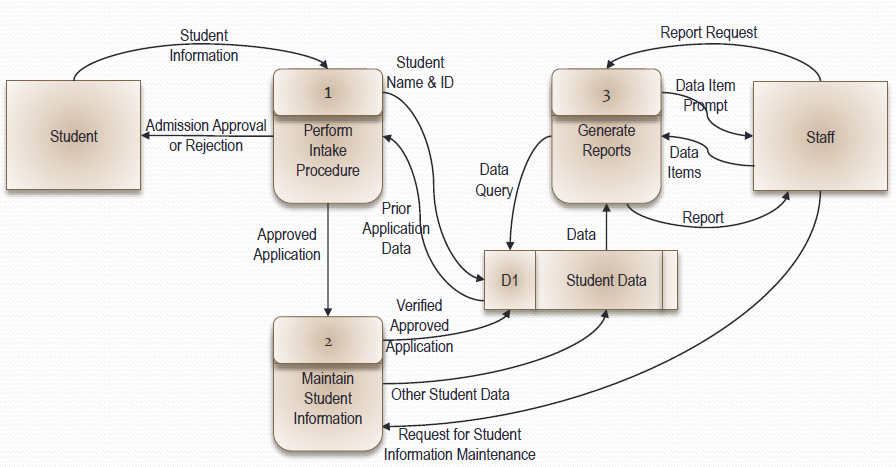 Student
Information
Report Request
Student
Name & ID
1
3
Data Item
Prompt
Student
Admission Approval
or Rejection
Perform
Intake
Procedure
Generate
Reports
Staff
Data
Items
Data
Query
Prior
Application
Data
Report
Approved
Application
Data
D1
Student Data
Verified
Approved
Application
2
Maintain
Student
Information
Other Student Data
Request for Student
Information Maintenance